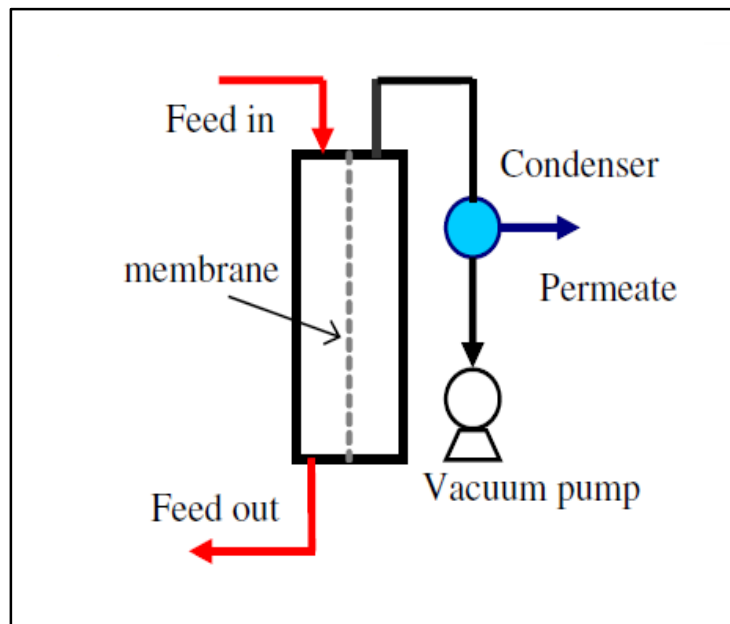 Feed in
Condenser
membrane
Permeate
Vacuum pump
Feed out